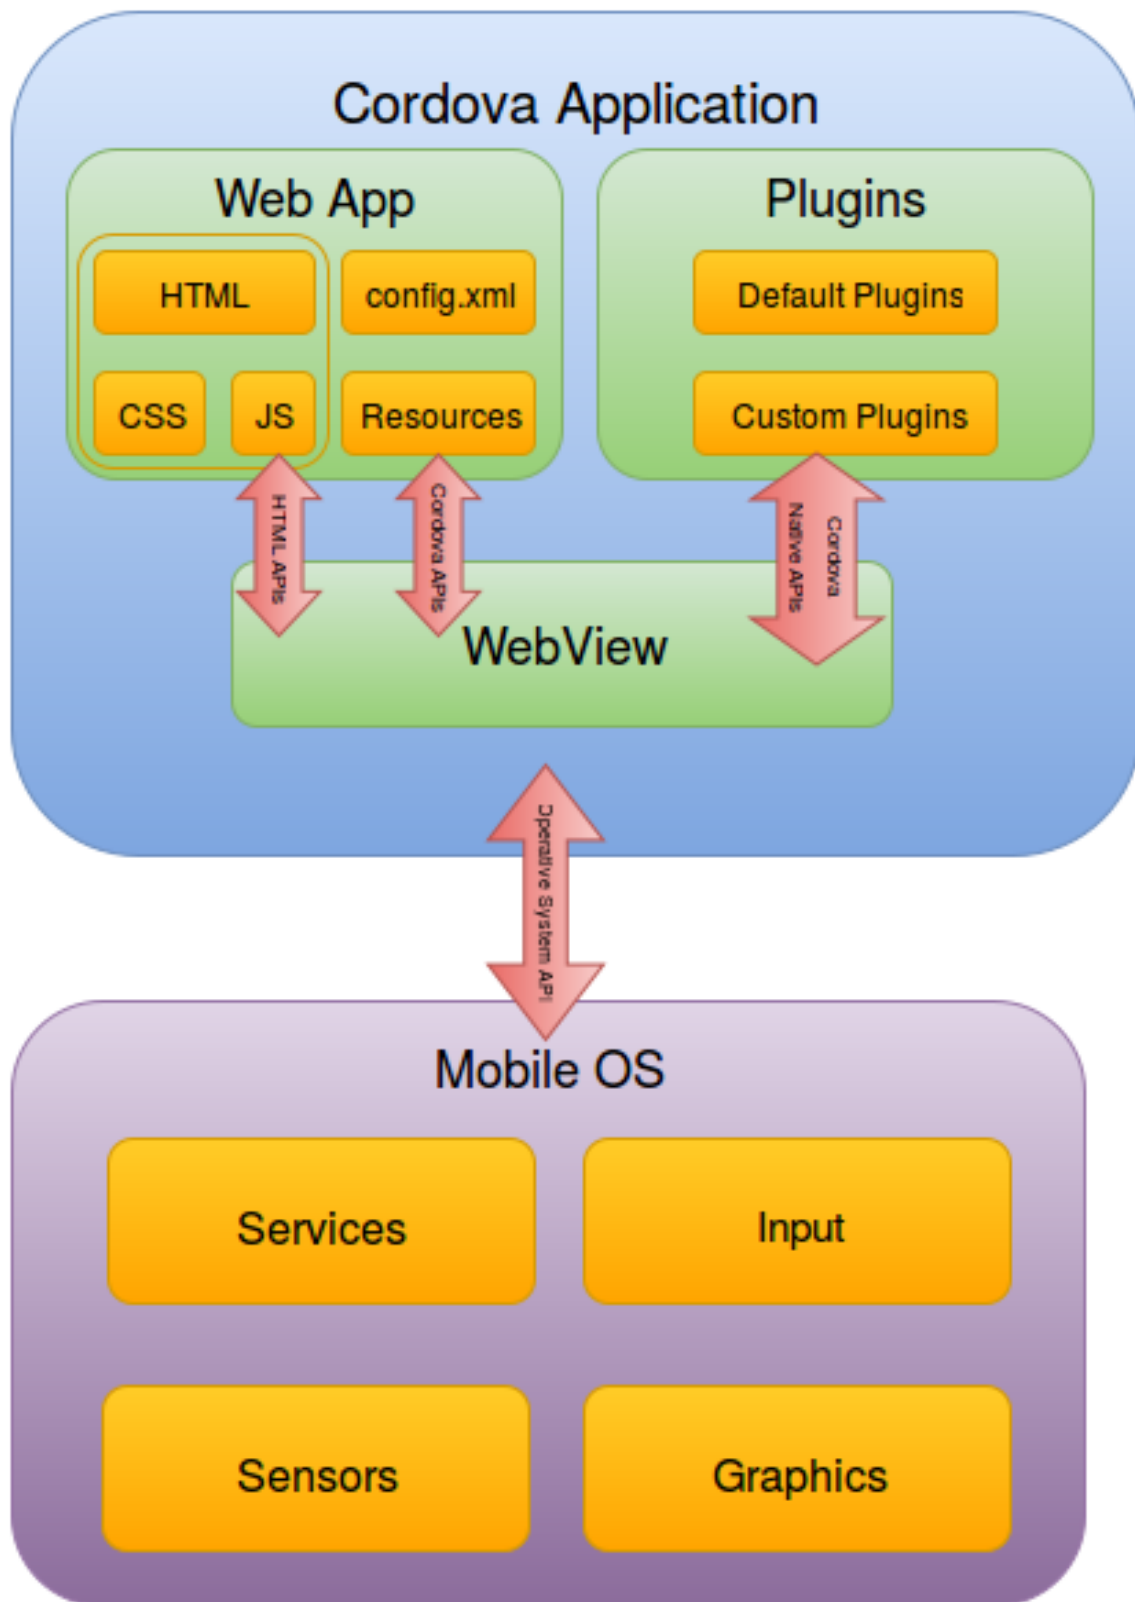 Cordova Application
Web App
Plugins
HTML
config.xml
Default Plugins
CSS
JS
Resources
Custom Plugins
HTML APIs
Cordova APIs
Cordova
Native APIs
WebView
Operative System API
Mobile OS
Services
Input
Sensors
Graphics